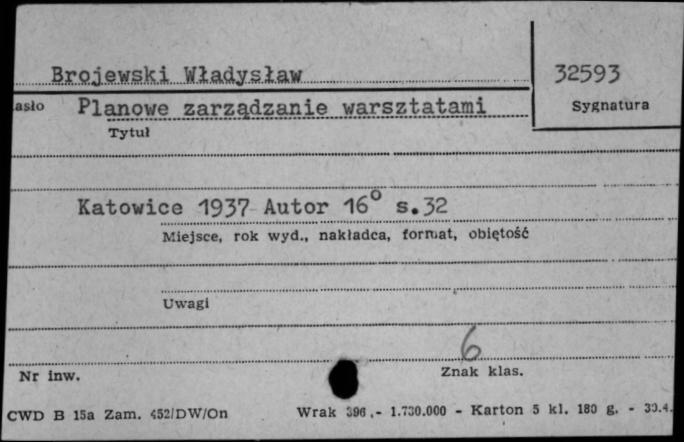 Brojewski Władysław
32593
asło
Planowe zarządzanie warsztatami
Sygnatura
Tytuł
Katowice 1937 Autor 16° s.32
Miejsce, rok wyd., nakładca, format, objętość
Uwagi
6
Nr inw.
Znak klas.
CWD B 15a Zam. 452/DW/On
Wrak 396,- 1.730.000 - Karton 5 kl. 180 g. - 30.4.